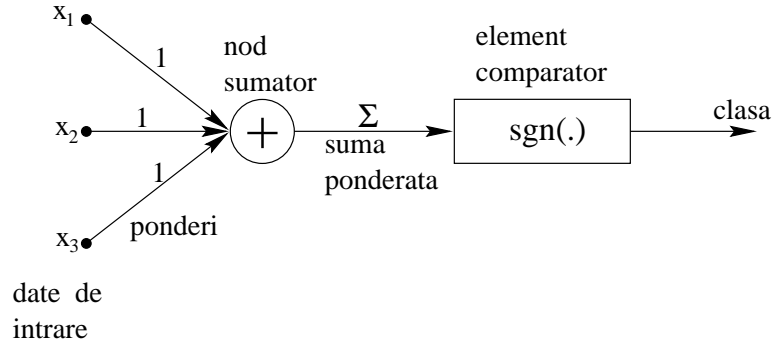 x1
1
nod
sumator
element
comparator
x2
1
+
Σ
sgn(.)
clasa
suma
ponderata
1
x3
ponderi
date de
intrare